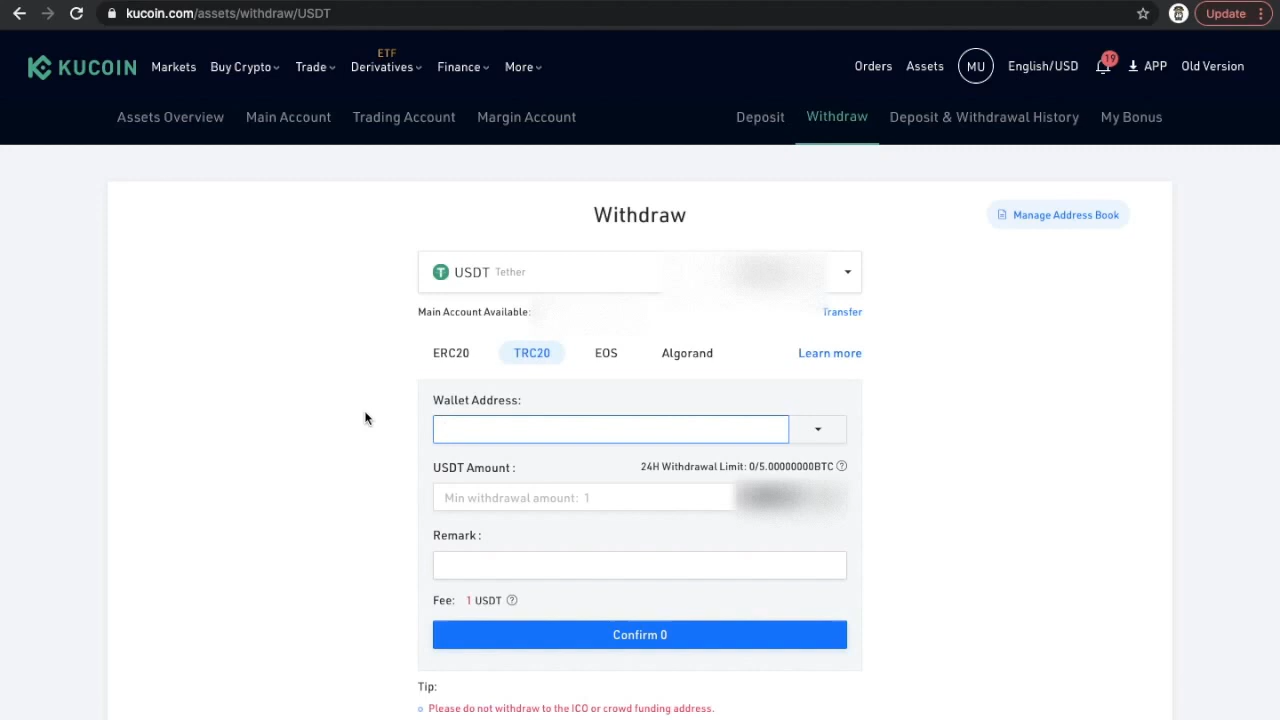 kucoin.com/assets/withdraw/USDT
Update
KUCOIN Markets Buy Crypto Trade ETF Derivatives Finance More Orders Assets MU English/USD 19 APP Old Version
Assets Overview Main Account Trading Account Margin Account Deposit Withdraw Deposit & Withdrawal History My Bonus
Withdraw
Manage Address Book
USDT Tether
Main Account Available: Transfer
ERC20 TRC20 EOS Algorand Learn more
Wallet Address:
USDT Amount : 24H Withdrawal Limit: 0/5.00000000BTC
Min withdrawal amount: 1
Remark :
Fee: 1 USDT
Confirm 0
Tip:
Please do not withdraw to the ICO or crowd funding address.